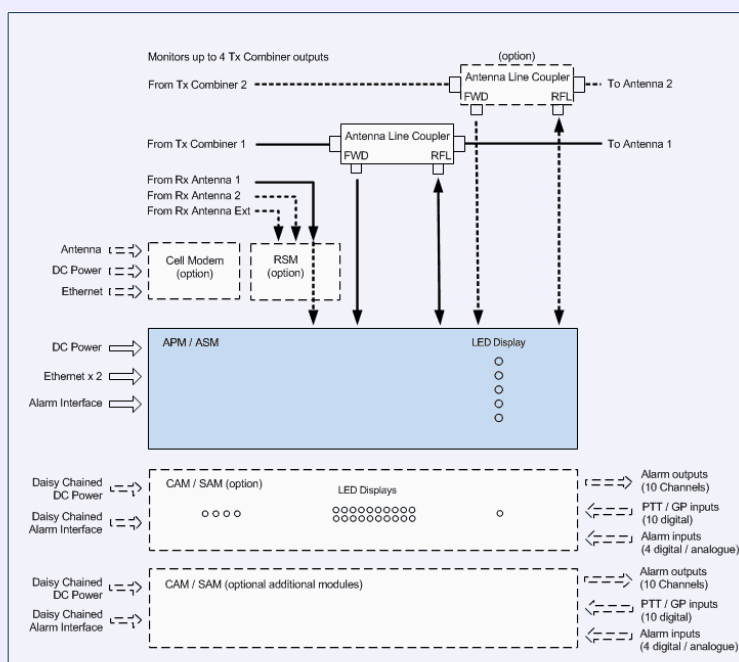 Monitors up to 4 Tx Combiner outputs
(option)
Antenna Line Coupler
From Tx Combiner 2
To Antenna 2
FWD
RFL
Antenna Line Coupler
From Tx Combiner 1
To Antenna 1
FWD
RFL
From Rx Antenna 1
From Rx Antenna 2
From Rx Antenna Ext
Antenna
DC Power
Ethernet
Cell Modem
(option)
RSM
(option)
DC Power
Ethernet x 2
Alarm Interface
APM / ASM
LED Display
Daisy Chained
DC Power
Daisy Chained
Alarm Interface
CAM / SAM (option)
LED Displays
Alarm outputs
(10 Channels)
PTT / GP inputs
(10 digital)
Alarm inputs
(4 digital / analogue)
Daisy Chained
DC Power
Daisy Chained
Alarm Interface
CAM / SAM (optional additional modules)
Alarm outputs
(10 Channels)
PTT / GP inputs
(10 digital)
Alarm inputs
(4 digital / analogue)